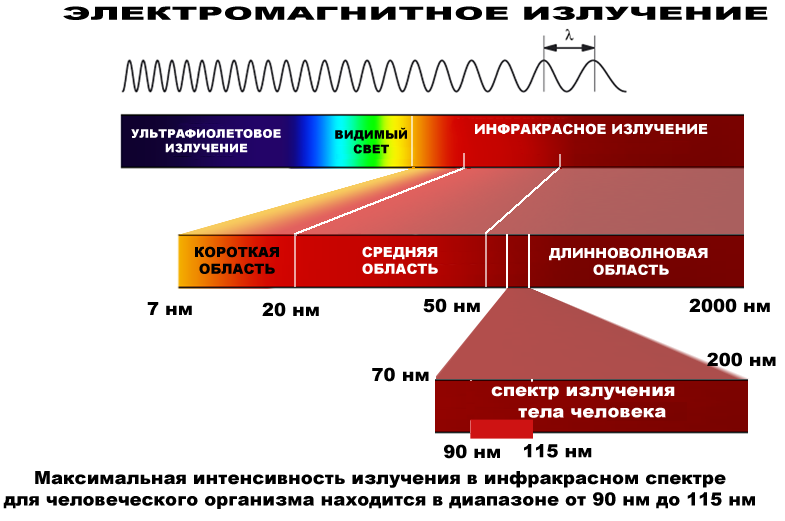 ЭЛЕКТРОМАГНИТНОЕ ИЗЛУЧЕНИЕ
λ
УЛЬТРАФИОЛЕТОВОЕ
ИЗЛУЧЕНИЕ
ВИДИМЫЙ
СВЕТ
ИНФРАКРАСНОЕ ИЗЛУЧЕНИЕ
КОРОТКАЯ
ОБЛАСТЬ
СРЕДНЯЯ
ОБЛАСТЬ
ДЛИННОВОЛНОВАЯ
ОБЛАСТЬ
7 нм
20 нм
50 нм
2000 нм
70 нм
200 нм
спектр излучения
тела человека
90 нм
115 нм
Максимальная интенсивность излучения в инфракрасном спектре
для человеческого организма находится в диапазоне от 90 нм до 115 нм